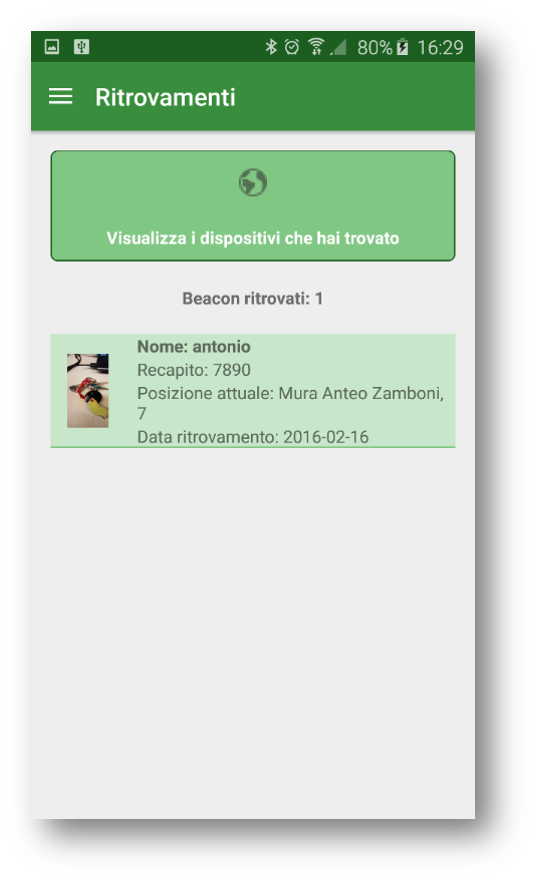 80% 16:29
Ritrovamenti
Visualizza i dispositivi che hai trovato
Beacon ritrovati: 1
Nome: antonio
Recapito: 7890
Posizione attuale: Mura Anteo Zamboni,
7
Data ritrovamento: 2016-02-16